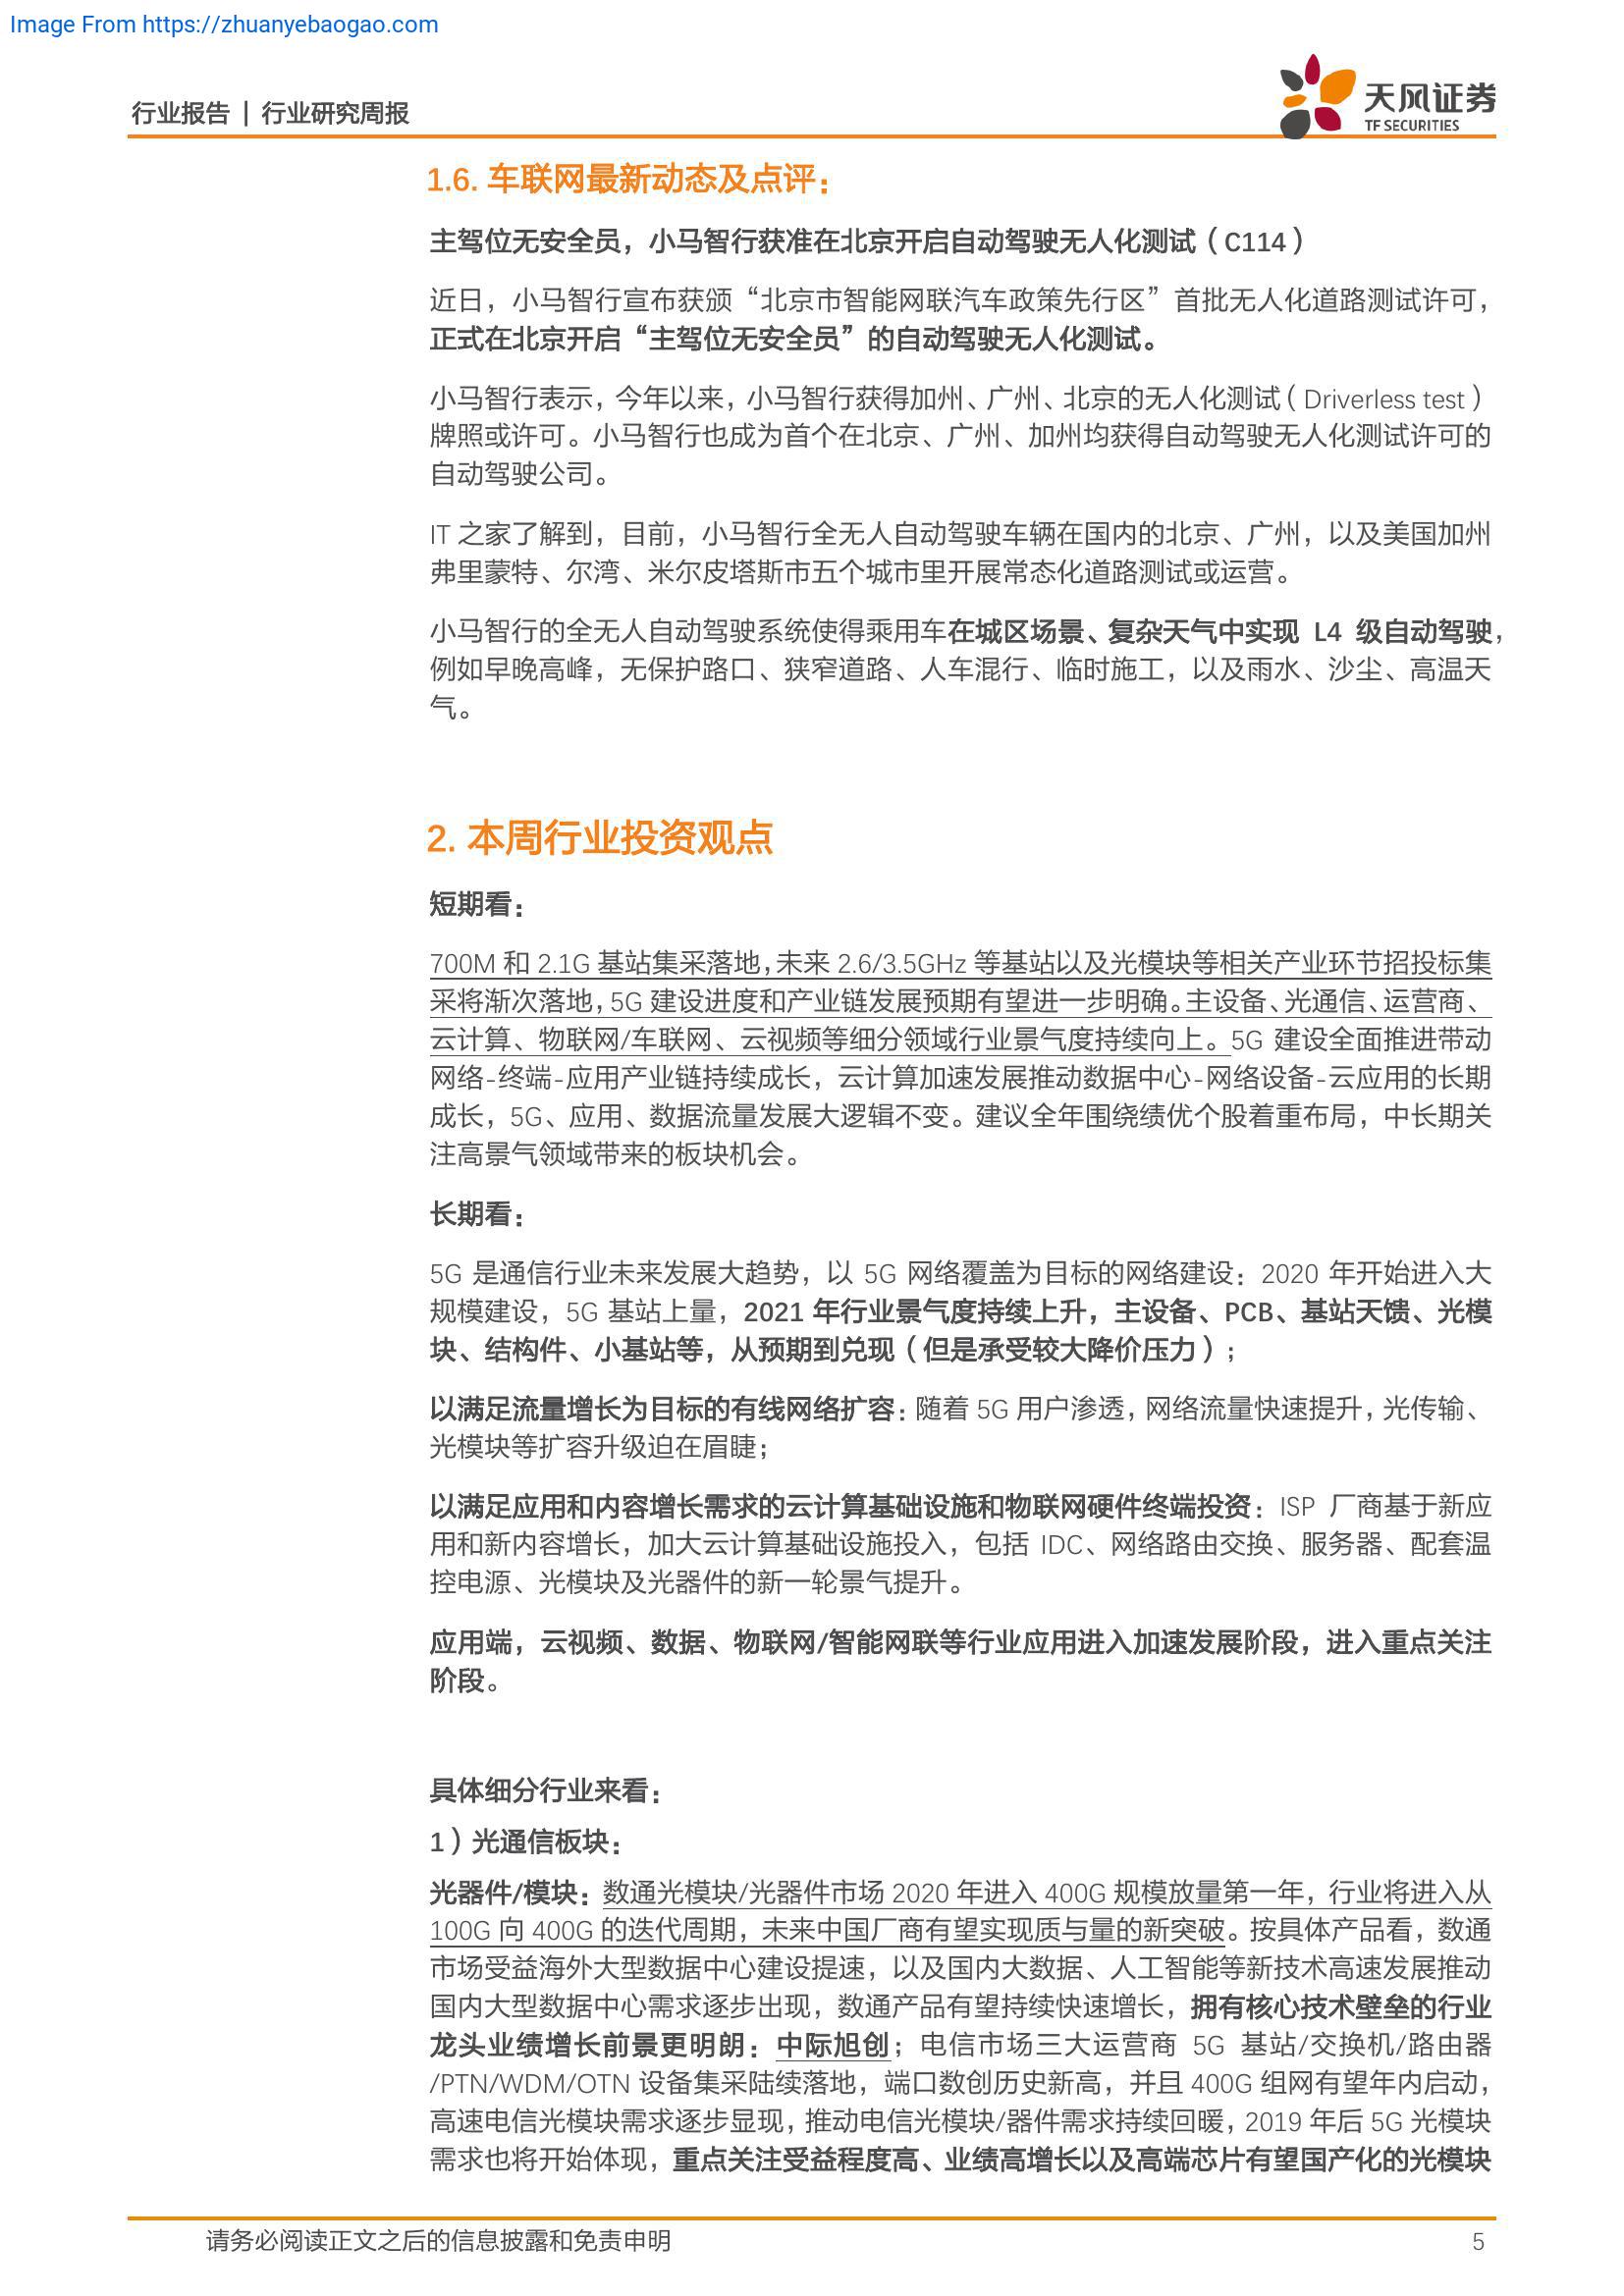 Image From https://zhuanyebaogao.com
行业报告 | 行业研究周报
天风证券
TF SECURITIES
1.6. 车联网最新动态及点评：
主驾位无安全员，小马智行获准在北京开启自动驾驶无人化测试（C114）
近日，小马智行宣布获颁“北京市智能网联汽车政策先行区”首批无人化道路测试许可，
正式在北京开启“主驾位无安全员”的自动驾驶无人化测试。
小马智行表示，今年以来，小马智行获得加州、广州、北京的无人化测试（Driverless test）
牌照或许可。小马智行也成为首个在北京、广州、加州均获得自动驾驶无人化测试许可的
自动驾驶公司。
IT 之家了解到，目前，小马智行全无人自动驾驶车辆在国内的北京、广州，以及美国加州
弗里蒙特、尔湾、米尔皮塔斯市五个城市里开展常态化道路测试或运营。
小马智行的全无人自动驾驶系统使得乘用车在城区场景、复杂天气中实现 L4 级自动驾驶，
例如早晚高峰，无保护路口、狭窄道路、人车混行、临时施工，以及雨水、沙尘、高温天
气。
2. 本周行业投资观点
短期看：
700M 和 2.1G 基站集采落地，未来 2.6/3.5GHz 等基站以及光模块等相关产业环节招投标集
采将渐次落地，5G 建设进度和产业链发展预期有望进一步明确。主设备、光通信、运营商、
云计算、物联网/车联网、云视频等细分领域行业景气度持续向上。5G 建设全面推进带动
网络-终端-应用产业链持续成长，云计算加速发展推动数据中心-网络设备-云应用的长期
成长，5G、应用、数据流量发展大逻辑不变。建议全年围绕绩优个股着重布局，中长期关
注高景气领域带来的板块机会。
长期看：
5G 是通信行业未来发展大趋势，以 5G 网络覆盖为目标的网络建设：2020 年开始进入大
规模建设，5G 基站上量，2021 年行业景气度持续上升，主设备、PCB、基站天馈、光模
块、结构件、小基站等，从预期到兑现（但是承受较大降价压力）；
以满足流量增长为目标的有线网络扩容：随着 5G 用户渗透，网络流量快速提升，光传输、
光模块等扩容升级迫在眉睫；
以满足应用和内容增长需求的云计算基础设施和物联网硬件终端投资：ISP 厂商基于新应
用和新内容增长，加大云计算基础设施投入，包括 IDC、网络路由交换、服务器、配套温
控电源、光模块及光器件的新一轮景气提升。
应用端，云视频、数据、物联网/智能网联等行业应用进入加速发展阶段，进入重点关注
阶段。
具体细分行业来看：
1）光通信板块：
光器件/模块：数通光模块/光器件市场 2020 年进入 400G 规模放量第一年，行业将进入从
100G 向 400G 的迭代周期，未来中国厂商有望实现质与量的新突破。按具体产品看，数通
市场受益海外大型数据中心建设提速，以及国内大数据、人工智能等新技术高速发展推动
国内大型数据中心需求逐步出现，数通产品有望持续快速增长，拥有核心技术壁垒的行业
龙头业绩增长前景更明朗：中际旭创；电信市场三大运营商 5G 基站/交换机/路由器
/PTN/WDM/OTN 设备集采陆续落地，端口数创历史新高，并且 400G 组网有望年内启动，
高速电信光模块需求逐步显现，推动电信光模块/器件需求持续回暖，2019 年后 5G 光模块
需求也将开始体现，重点关注受益程度高、业绩高增长以及高端芯片有望国产化的光模块
请务必阅读正文之后的信息披露和免责申明
5